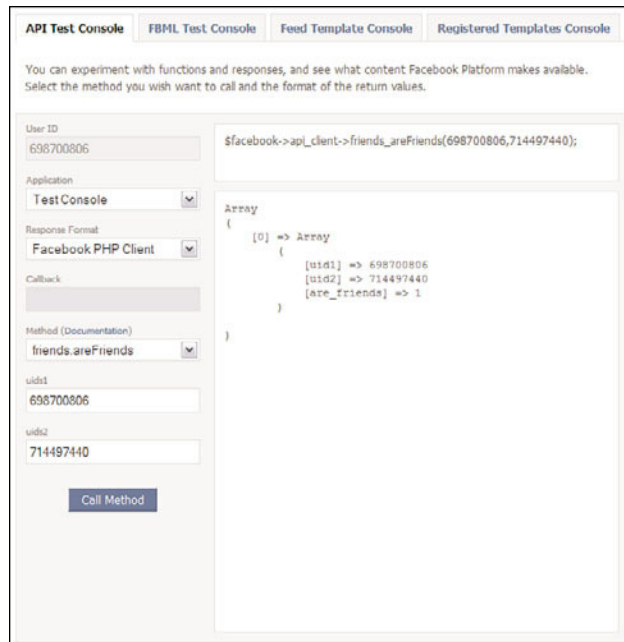 API Test Console
FBML Test Console
Feed Template Console
Registered Templates Console
You can experiment with functions and responses, and see what content Facebook Platform makes available.
Select the method you wish want to call and the format of the return values.
User ID
698700806
Application
Test Console
Response Format
Facebook PHP Client
Callback
Method (Documentation)
friends.areFriends
uids1
698700806
uids2
714497440
Call Method
$facebook->api_client->friends_areFriends(698700806,714497440);
Array
(
[0] => Array
(
[uid1] => 698700806
[uid2] => 714497440
[are_friends] => 1
)
)